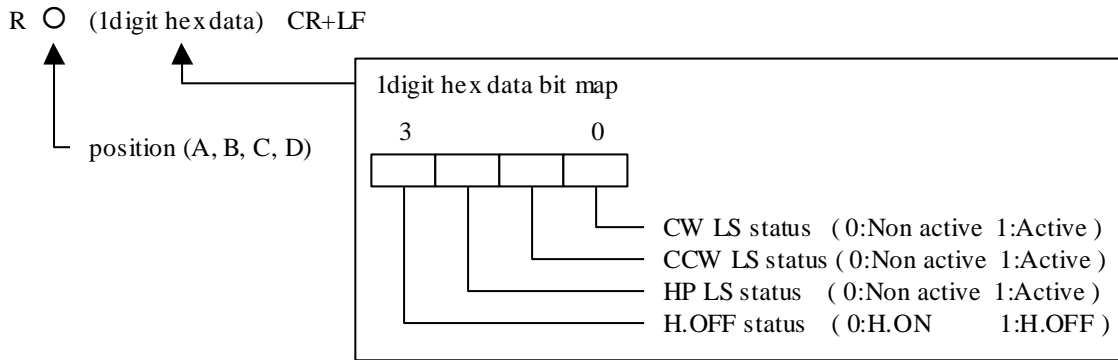 R ○ (1digit hex data) CR+LF
1digit hex data bit map
3 0
position (A, B, C, D)
CW LS status ( 0:Non active 1:Active )
CCW LS status ( 0:Non active 1:Active )
HP LS status ( 0:Non active 1:Active )
H.OFF status ( 0:H.ON 1:H.OFF )